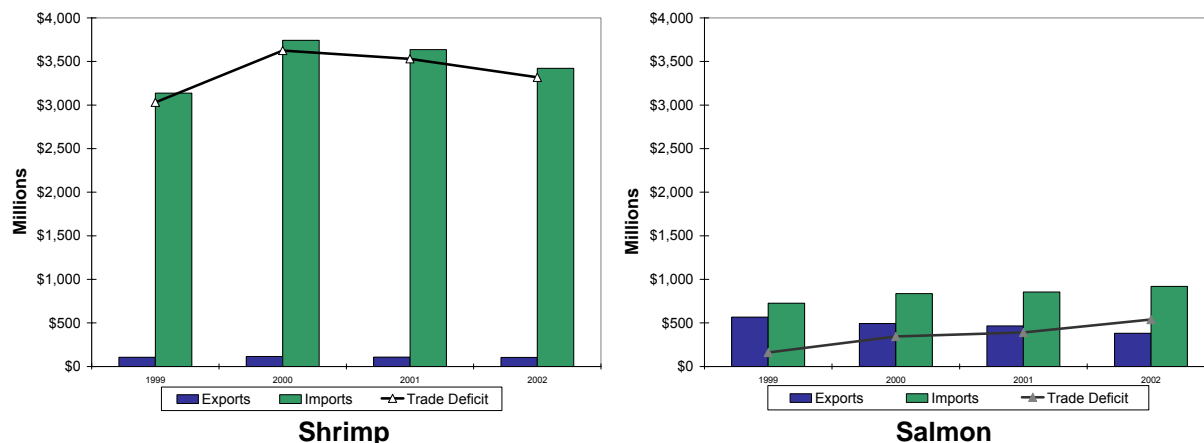 $4,000
$3,500
$3,000
$2,500
$2,000
$1,500
$1,000
$500
$0
Millions
1999 2000 2001 2002
Exports Imports Trade Deficit
Shrimp
$4,000
$3,500
$3,000
$2,500
$2,000
$1,500
$1,000
$500
$0
Millions
1999 2000 2001 2002
Exports Imports Trade Deficit
Salmon